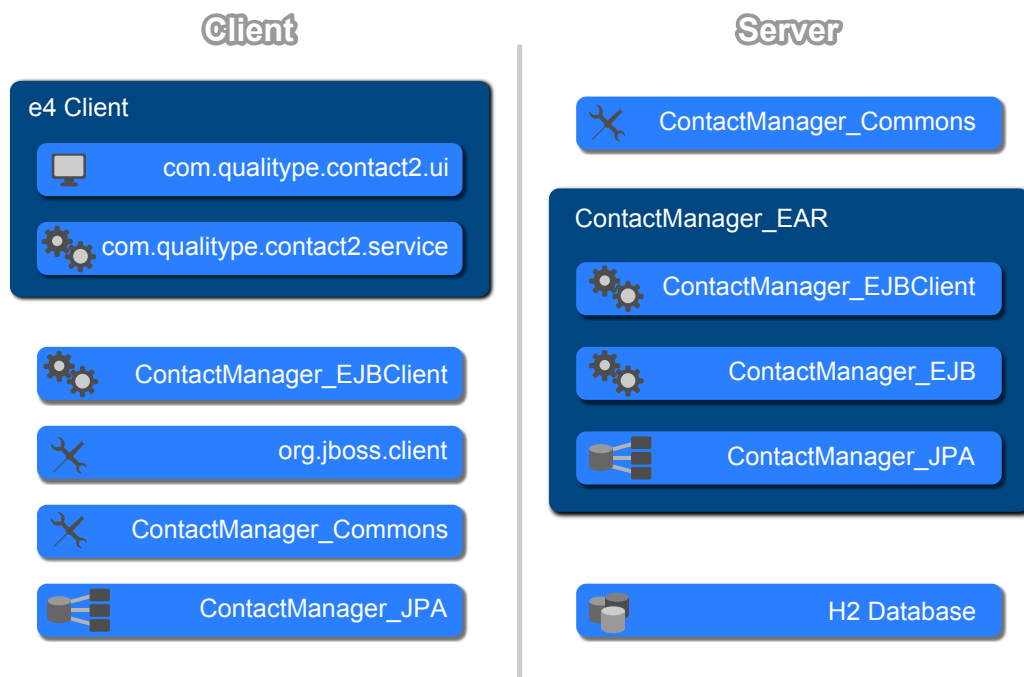 Client
e4 Client
com.qualitype.contact2.ui
com.qualitype.contact2.service
ContactManager_EJBClient
org.jboss.client
ContactManager_Commons
ContactManager_JPA
Server
ContactManager_Commons
ContactManager_EAR
ContactManager_EJBClient
ContactManager_EJB
ContactManager_JPA
H2 Database